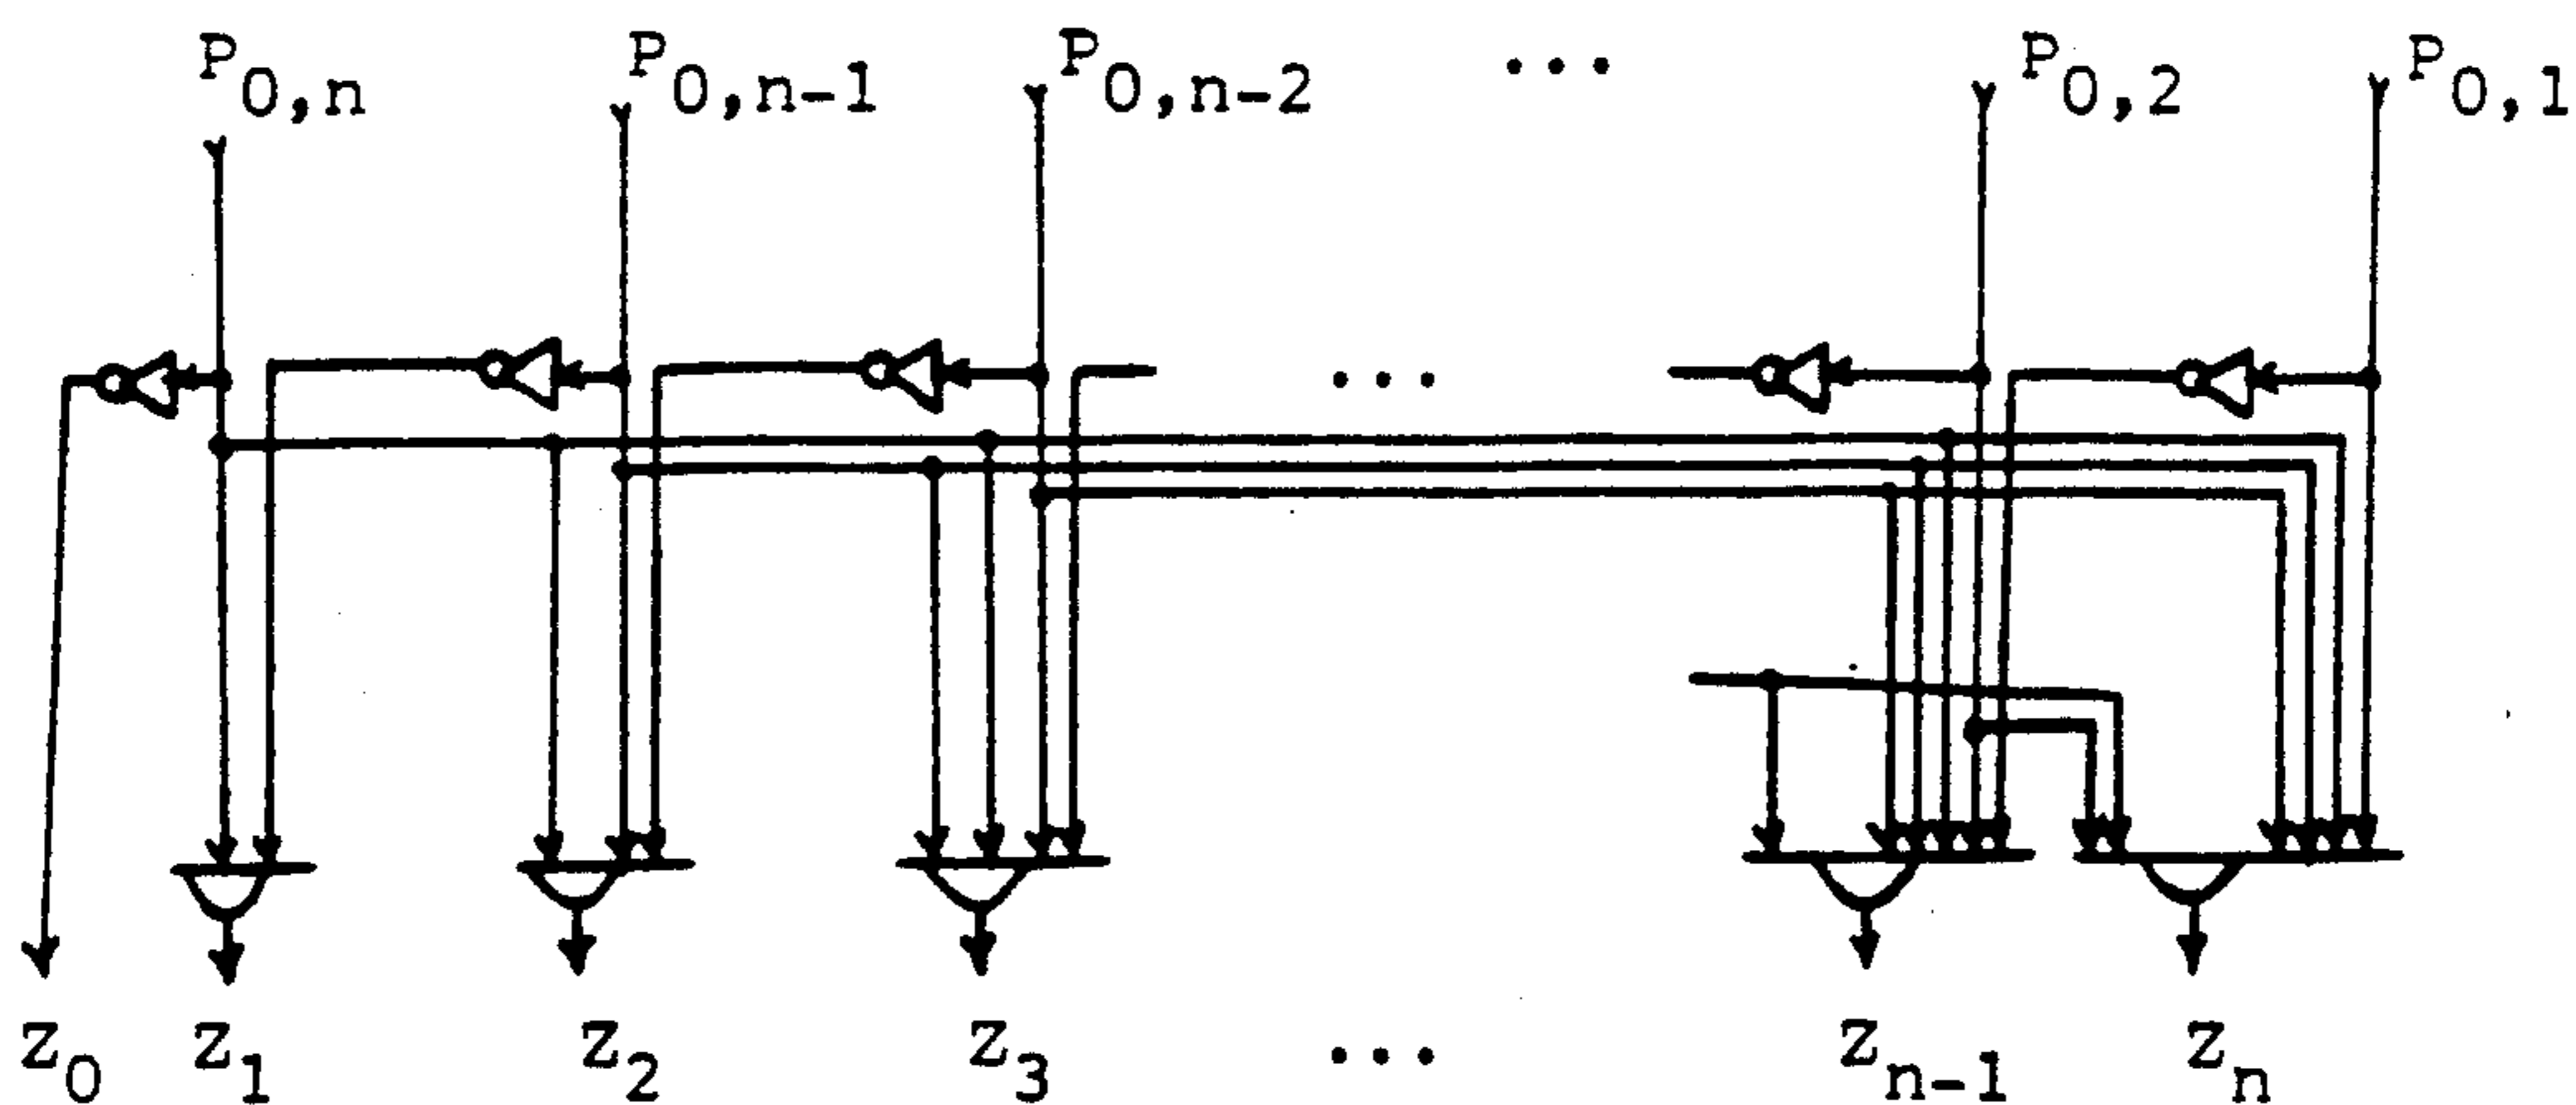 P0,n P0,n-1 P0,n-2 ... P0,2 P0,1
...
z0 z1 z2 z3 ... zn-1 zn